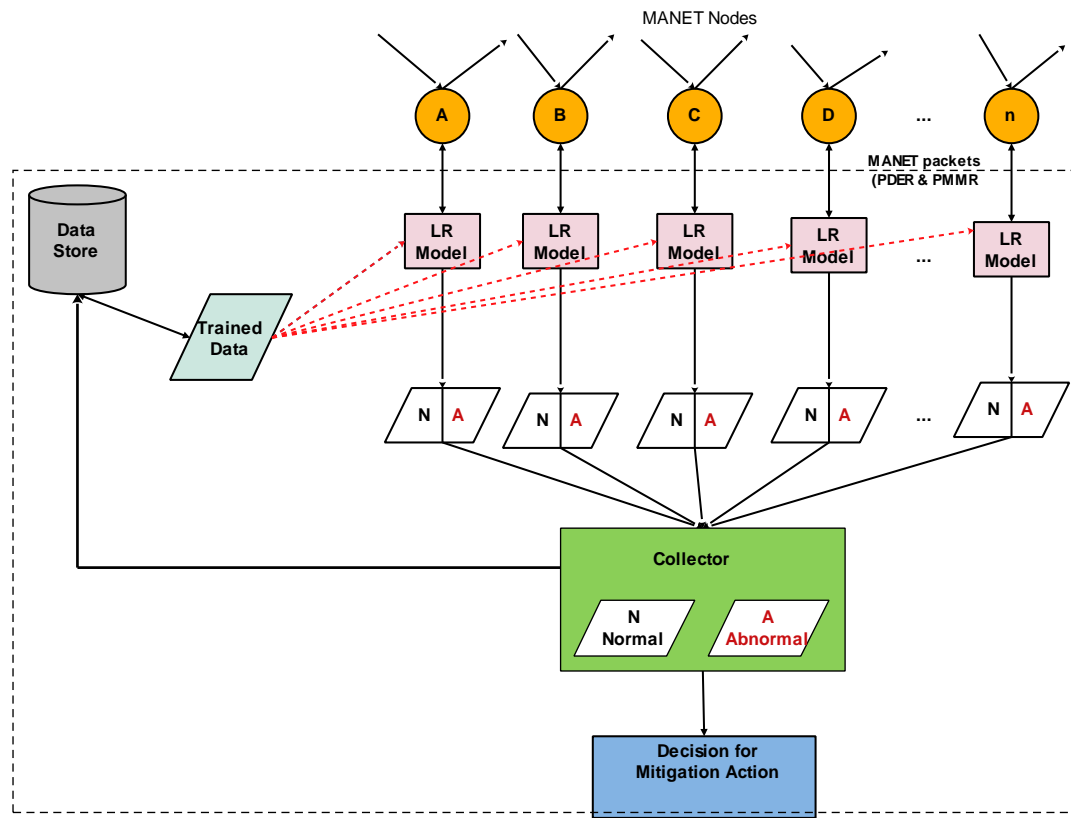 MANET Nodes
A
B
C
D
...
n
MANET packets
(PDER & PMMR
Data
Store
LR
Model
LR
Model
LR
Model
LR
Model
...
LR
Model
Trained
Data
N
A
N
A
N
A
N
A
...
N
A
Collector
N
Normal
A
Abnormal
Decision for
Mitigation Action